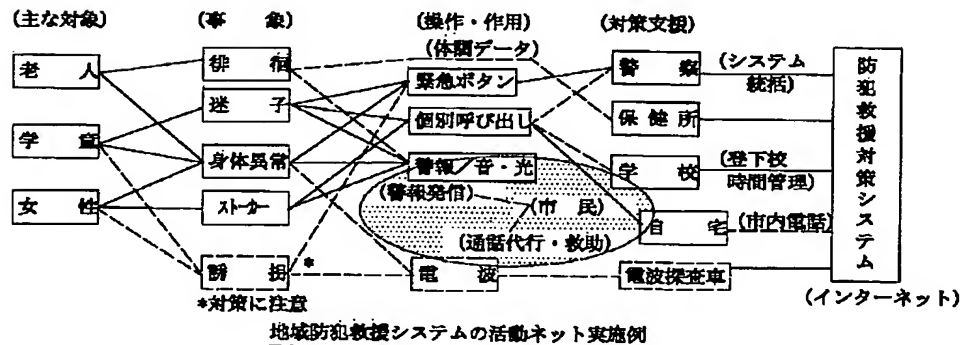 (主な対象) (事　象) (操作・作用) (対策支援)
老　人 徘　徊 (体調データ) 警　察 (システム統括) 防犯救援対策システム
緊急ボタン
迷　子
学　童 個別呼び出し 保健所
身体異常 警報／音・光 学　校 (登下校時間管理)
女　性 ストーカー (警報発信) (市　民) 自　宅 (市内電話)
(通話代行・救助)
誘　拐 * 電　波 電波探査車
*対策に注意 (インターネット)
地域防犯救援システムの活動ネット実施例